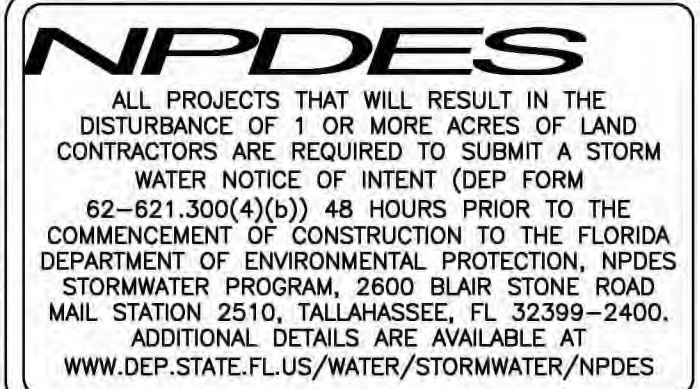 NPDES
ALL PROJECTS THAT WILL RESULT IN THE
DISTURBANCE OF 1 OR MORE ACRES OF LAND
CONTRACTORS ARE REQUIRED TO SUBMIT A STORM
WATER NOTICE OF INTENT (DEP FORM
62-621.300(4)(b)) 48 HOURS PRIOR TO THE
COMMENCEMENT OF CONSTRUCTION TO THE FLORIDA
DEPARTMENT OF ENVIRONMENTAL PROTECTION, NPDES
STORMWATER PROGRAM, 2600 BLAIR STONE ROAD
MAIL STATION 2510, TALLAHASSEE, FL 32399-2400.
ADDITIONAL DETAILS ARE AVAILABLE AT
WWW.DEP.STATE.FL.US/WATER/STORMWATER/NPDES